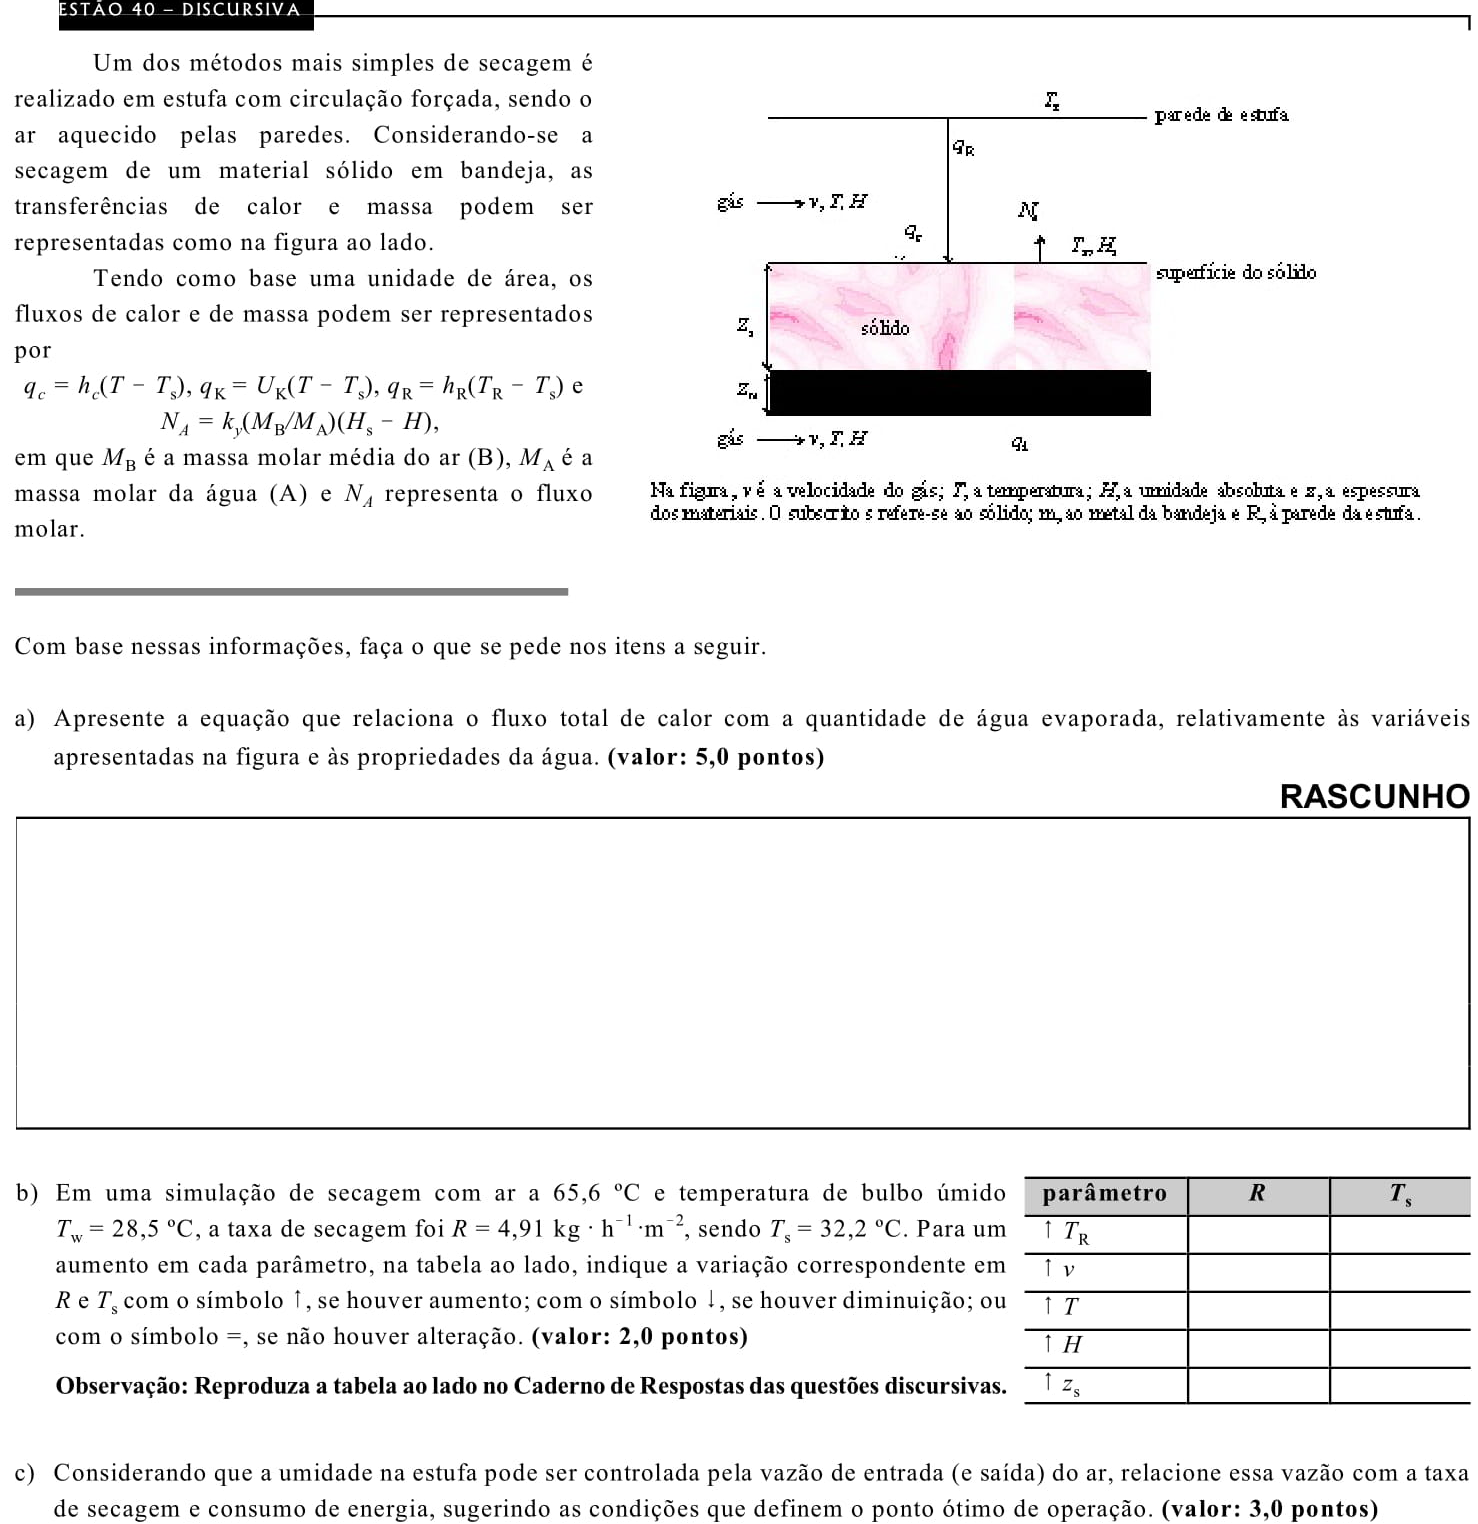 ESTÃO 40 – DISCURSIVA
Um dos métodos mais simples de secagem é
realizado em estufa com circulação forçada, sendo o
ar aquecido pelas paredes. Considerando-se a
secagem de um material sólido em bandeja, as
transferências de calor e massa podem ser
representadas como na figura ao lado.
Tendo como base uma unidade de área, os
fluxos de calor e de massa podem ser representados
por
q_c = h_c(T − T_s), q_K = U_K(T − T_s), q_R = h_R(T_R − T_s) e
N_A = k_y(M_B/M_A)(H_s − H),
em que M_B é a massa molar média do ar (B), M_A é a
massa molar da água (A) e N_A representa o fluxo
molar.
parede de estufa
q_R
gás → v, T, H
superfície do sólido
z_s
sólido
z_m
gás → v, T, H
Na figura, v é a velocidade do gás; T, a temperatura; H, a umidade absoluta e z, a espessura
dos materiais. O subscrito s refere-se ao sólido; m, ao metal da bandeja e R, à parede da estufa.
Com base nessas informações, faça o que se pede nos itens a seguir.
a) Apresente a equação que relaciona o fluxo total de calor com a quantidade de água evaporada, relativamente às variáveis
apresentadas na figura e às propriedades da água. (valor: 5,0 pontos)
RASCUNHO
b) Em uma simulação de secagem com ar a 65,6 ºC e temperatura de bulbo úmido
T_w = 28,5 ºC, a taxa de secagem foi R = 4,91 kg · h⁻¹ ·m⁻², sendo T_s = 32,2 ºC. Para um
aumento em cada parâmetro, na tabela ao lado, indique a variação correspondente em
R e T_s com o símbolo ↑, se houver aumento; com o símbolo ↓, se houver diminuição; ou
com o símbolo =, se não houver alteração. (valor: 2,0 pontos)
Observação: Reproduza a tabela ao lado no Caderno de Respostas das questões discursivas.
parâmetro R T_s
↑ T_R
↑ v
↑ T
↑ H
↑ z_s
c) Considerando que a umidade na estufa pode ser controlada pela vazão de entrada (e saída) do ar, relacione essa vazão com a taxa
de secagem e consumo de energia, sugerindo as condições que definem o ponto ótimo de operação. (valor: 3,0 pontos)